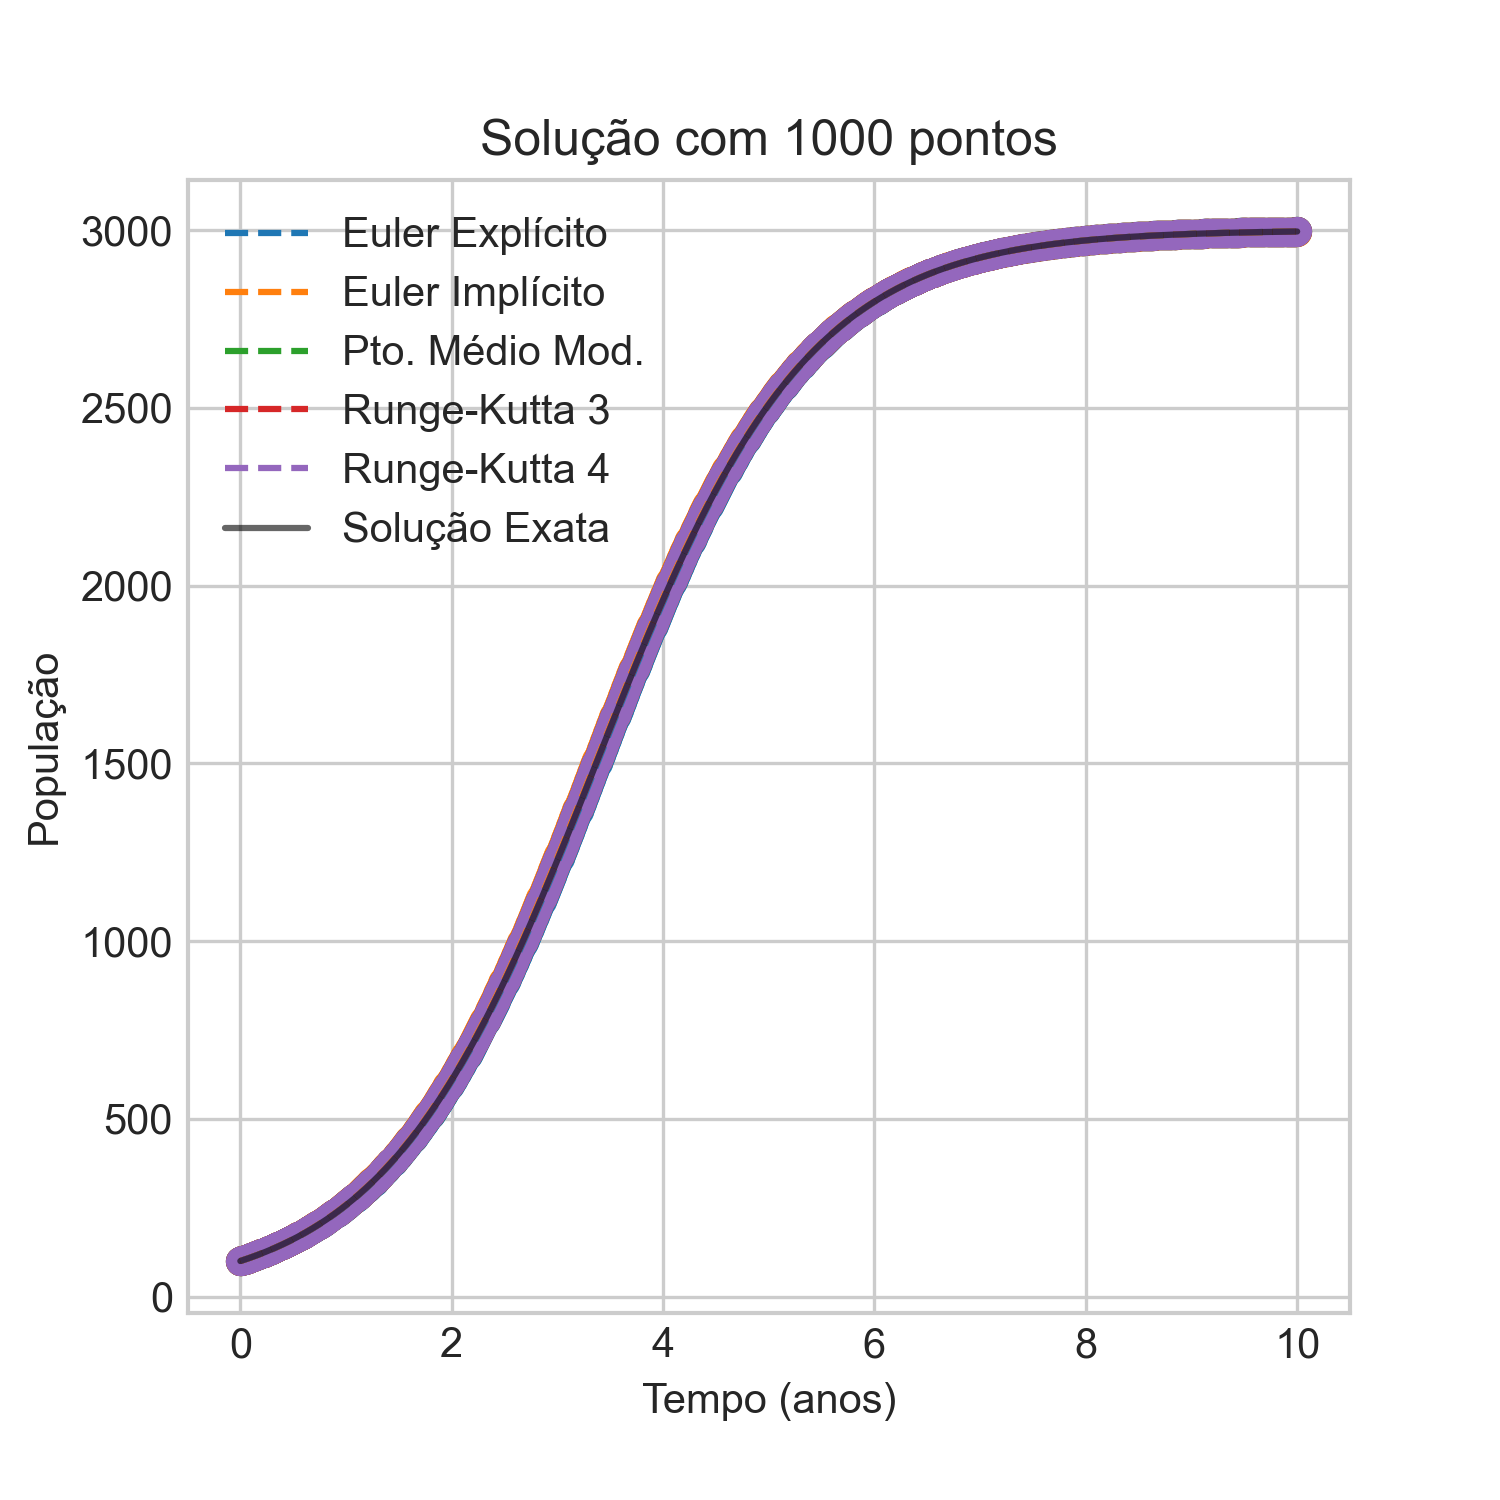 Solução com 1000 pontos
Euler Explícito
Euler Implícito
Pto. Médio Mod.
Runge-Kutta 3
Runge-Kutta 4
Solução Exata
3000
2500
2000
1500
1000
500
0
População
0 2 4 6 8 10
Tempo (anos)